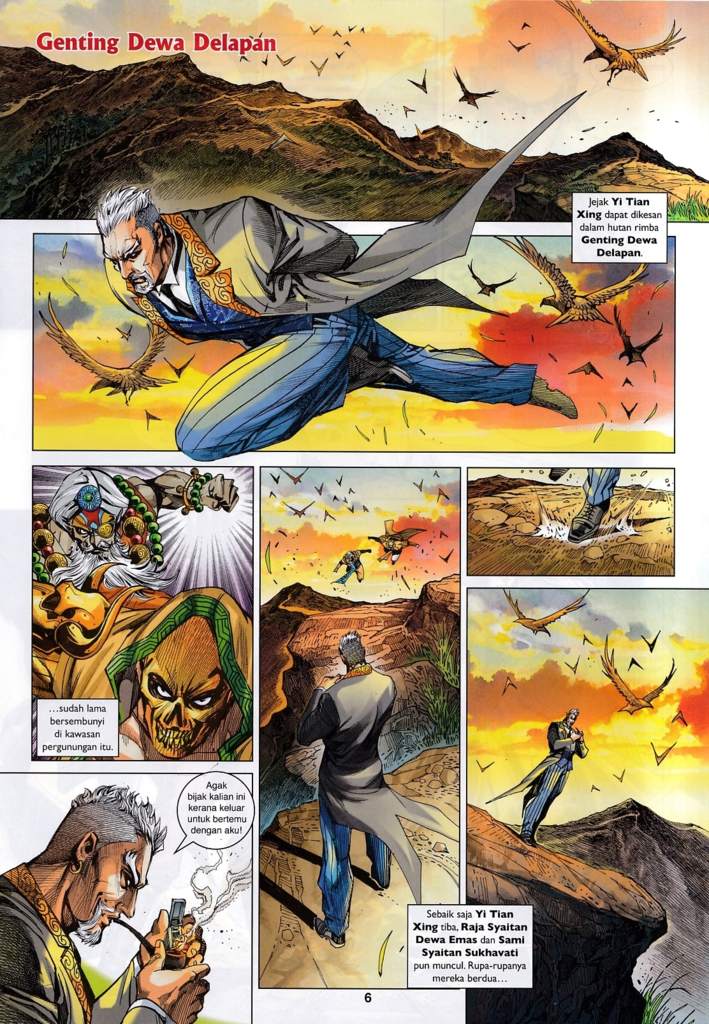 Genting Dewa Delapan
Jejak Yi Tian
Xing dapat dikesan
dalam hutan rimba
Genting Dewa
Delapan.
Sebaik saja Yi Tian
Xing tiba, Raja Syaitan
Dewa Emas dan Sami
Syaitan Sukhavati
pun muncul. Rupa-rupanya
mereka berdua...
...sudah lama
bersembunyi
di kawasan
pergunungan itu.
Agak
bijak kalian ini
kerana keluar
untuk bertemu
dengan aku!
6